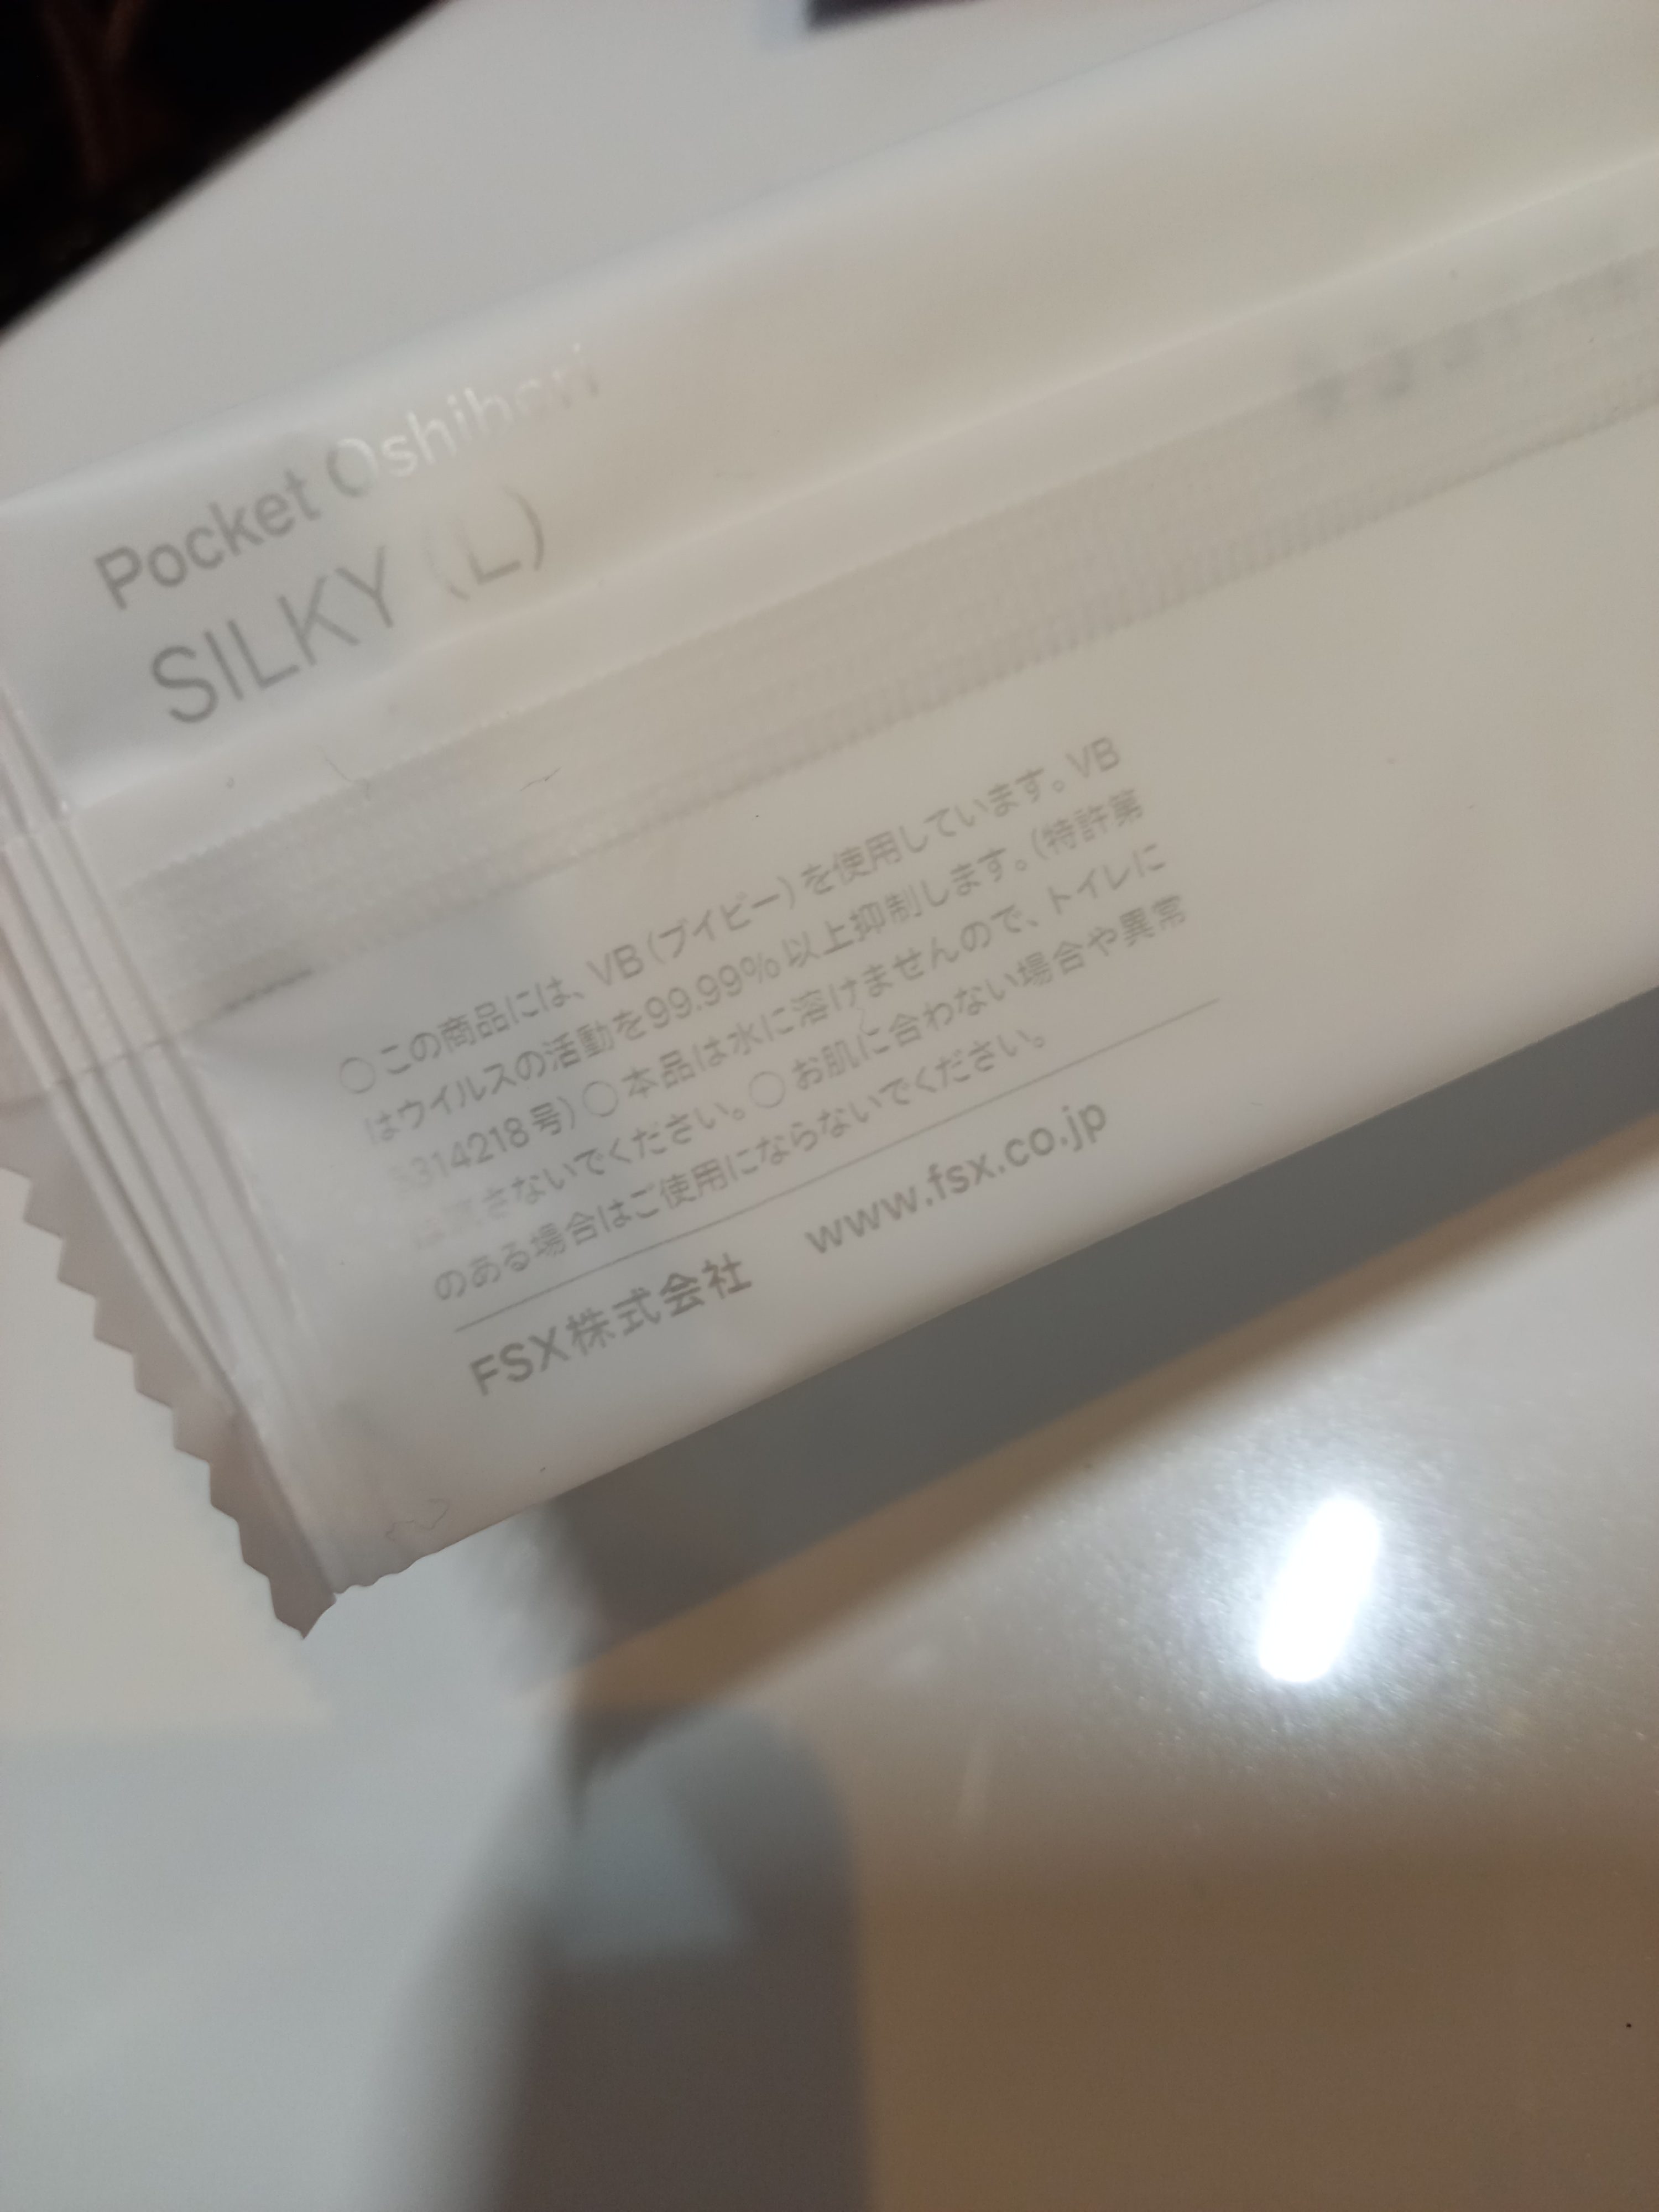 Pocket Oshibori
SILKY (L)
○この商品には、VB(ブイビー)を使用しています。VB
はウイルスの活動を99.99%以上抑制します。(特許第
314218号)○本品は水に溶けませんので、トイレに
流さないでください。○お肌に合わない場合や異常
のある場合はご使用にならないでください。
FSX株式会社 www.fsx.co.jp